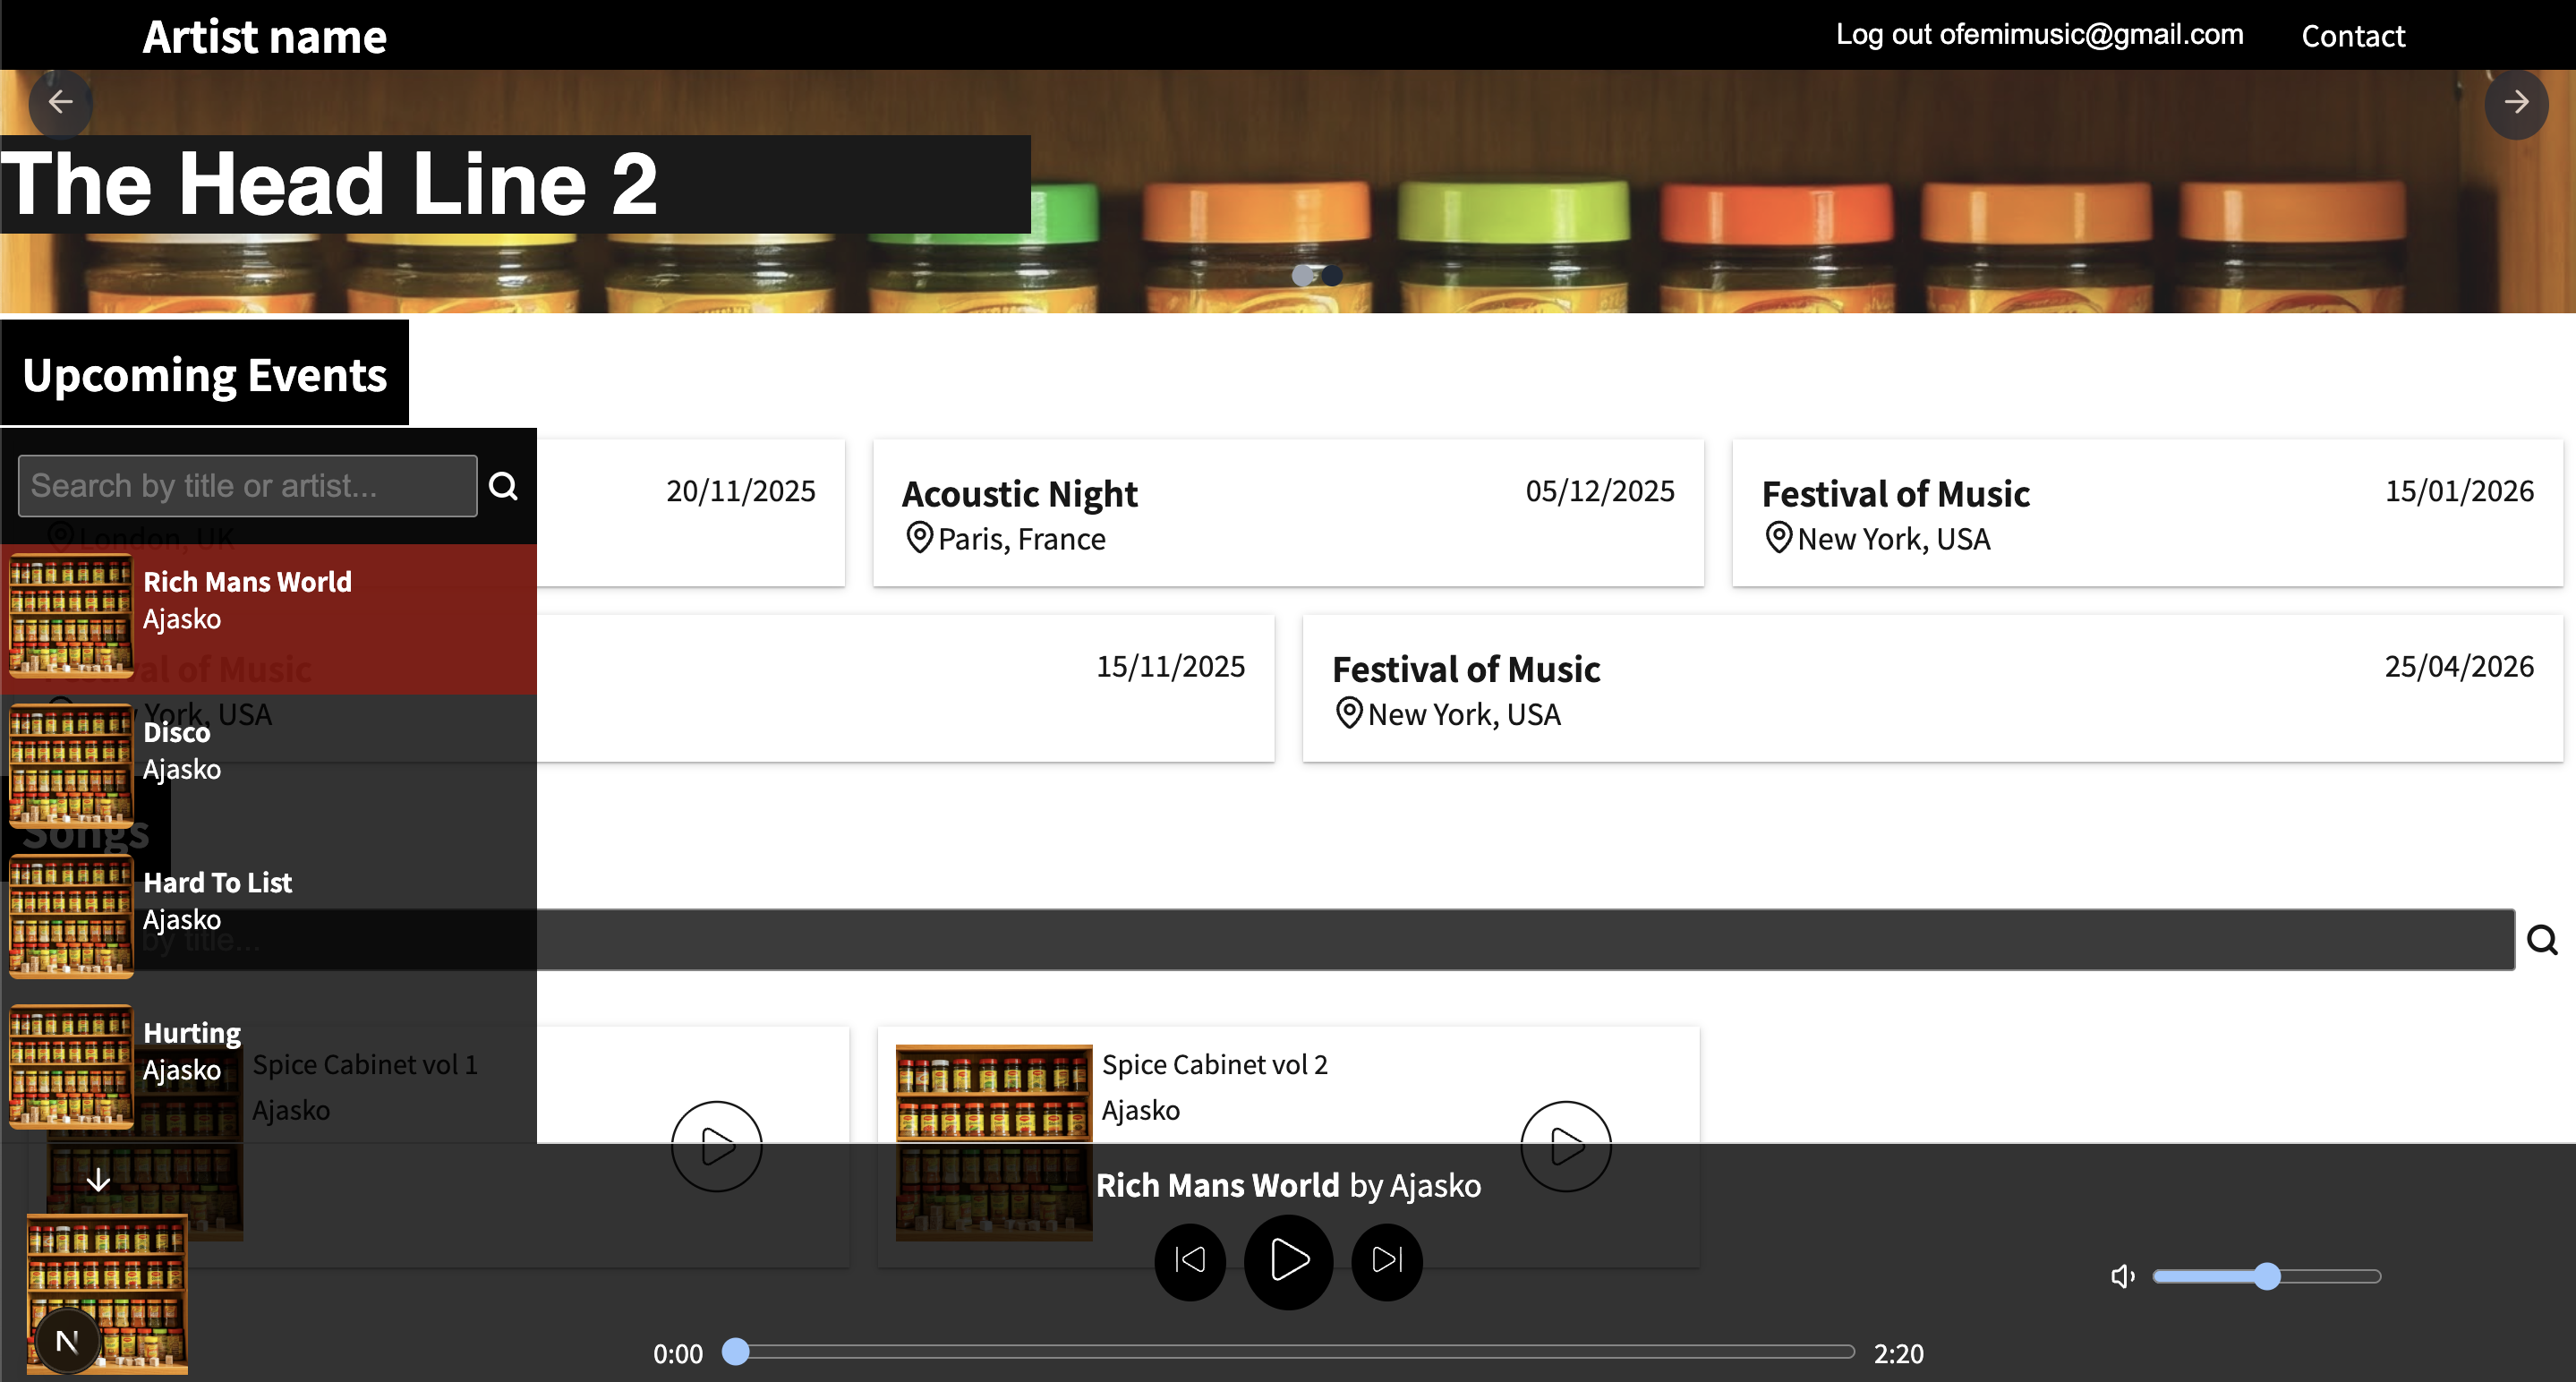 Artist name
Log out ofemimusic@gmail.com
Contact
The Head Line 2
Upcoming Events
Search by title or artist...
20/11/2025
London, UK
Acoustic Night
05/12/2025
Paris, France
Festival of Music
15/01/2026
New York, USA
Rich Mans World
Ajasko
val of Music
15/11/2025
York, USA
Festival of Music
25/04/2026
New York, USA
Disco
Ajasko
Songs
Hard To List
Ajasko
by title...
Hurting
Ajasko
Spice Cabinet vol 1
Ajasko
Spice Cabinet vol 2
Ajasko
Rich Mans World by Ajasko
N
0:00
2:20